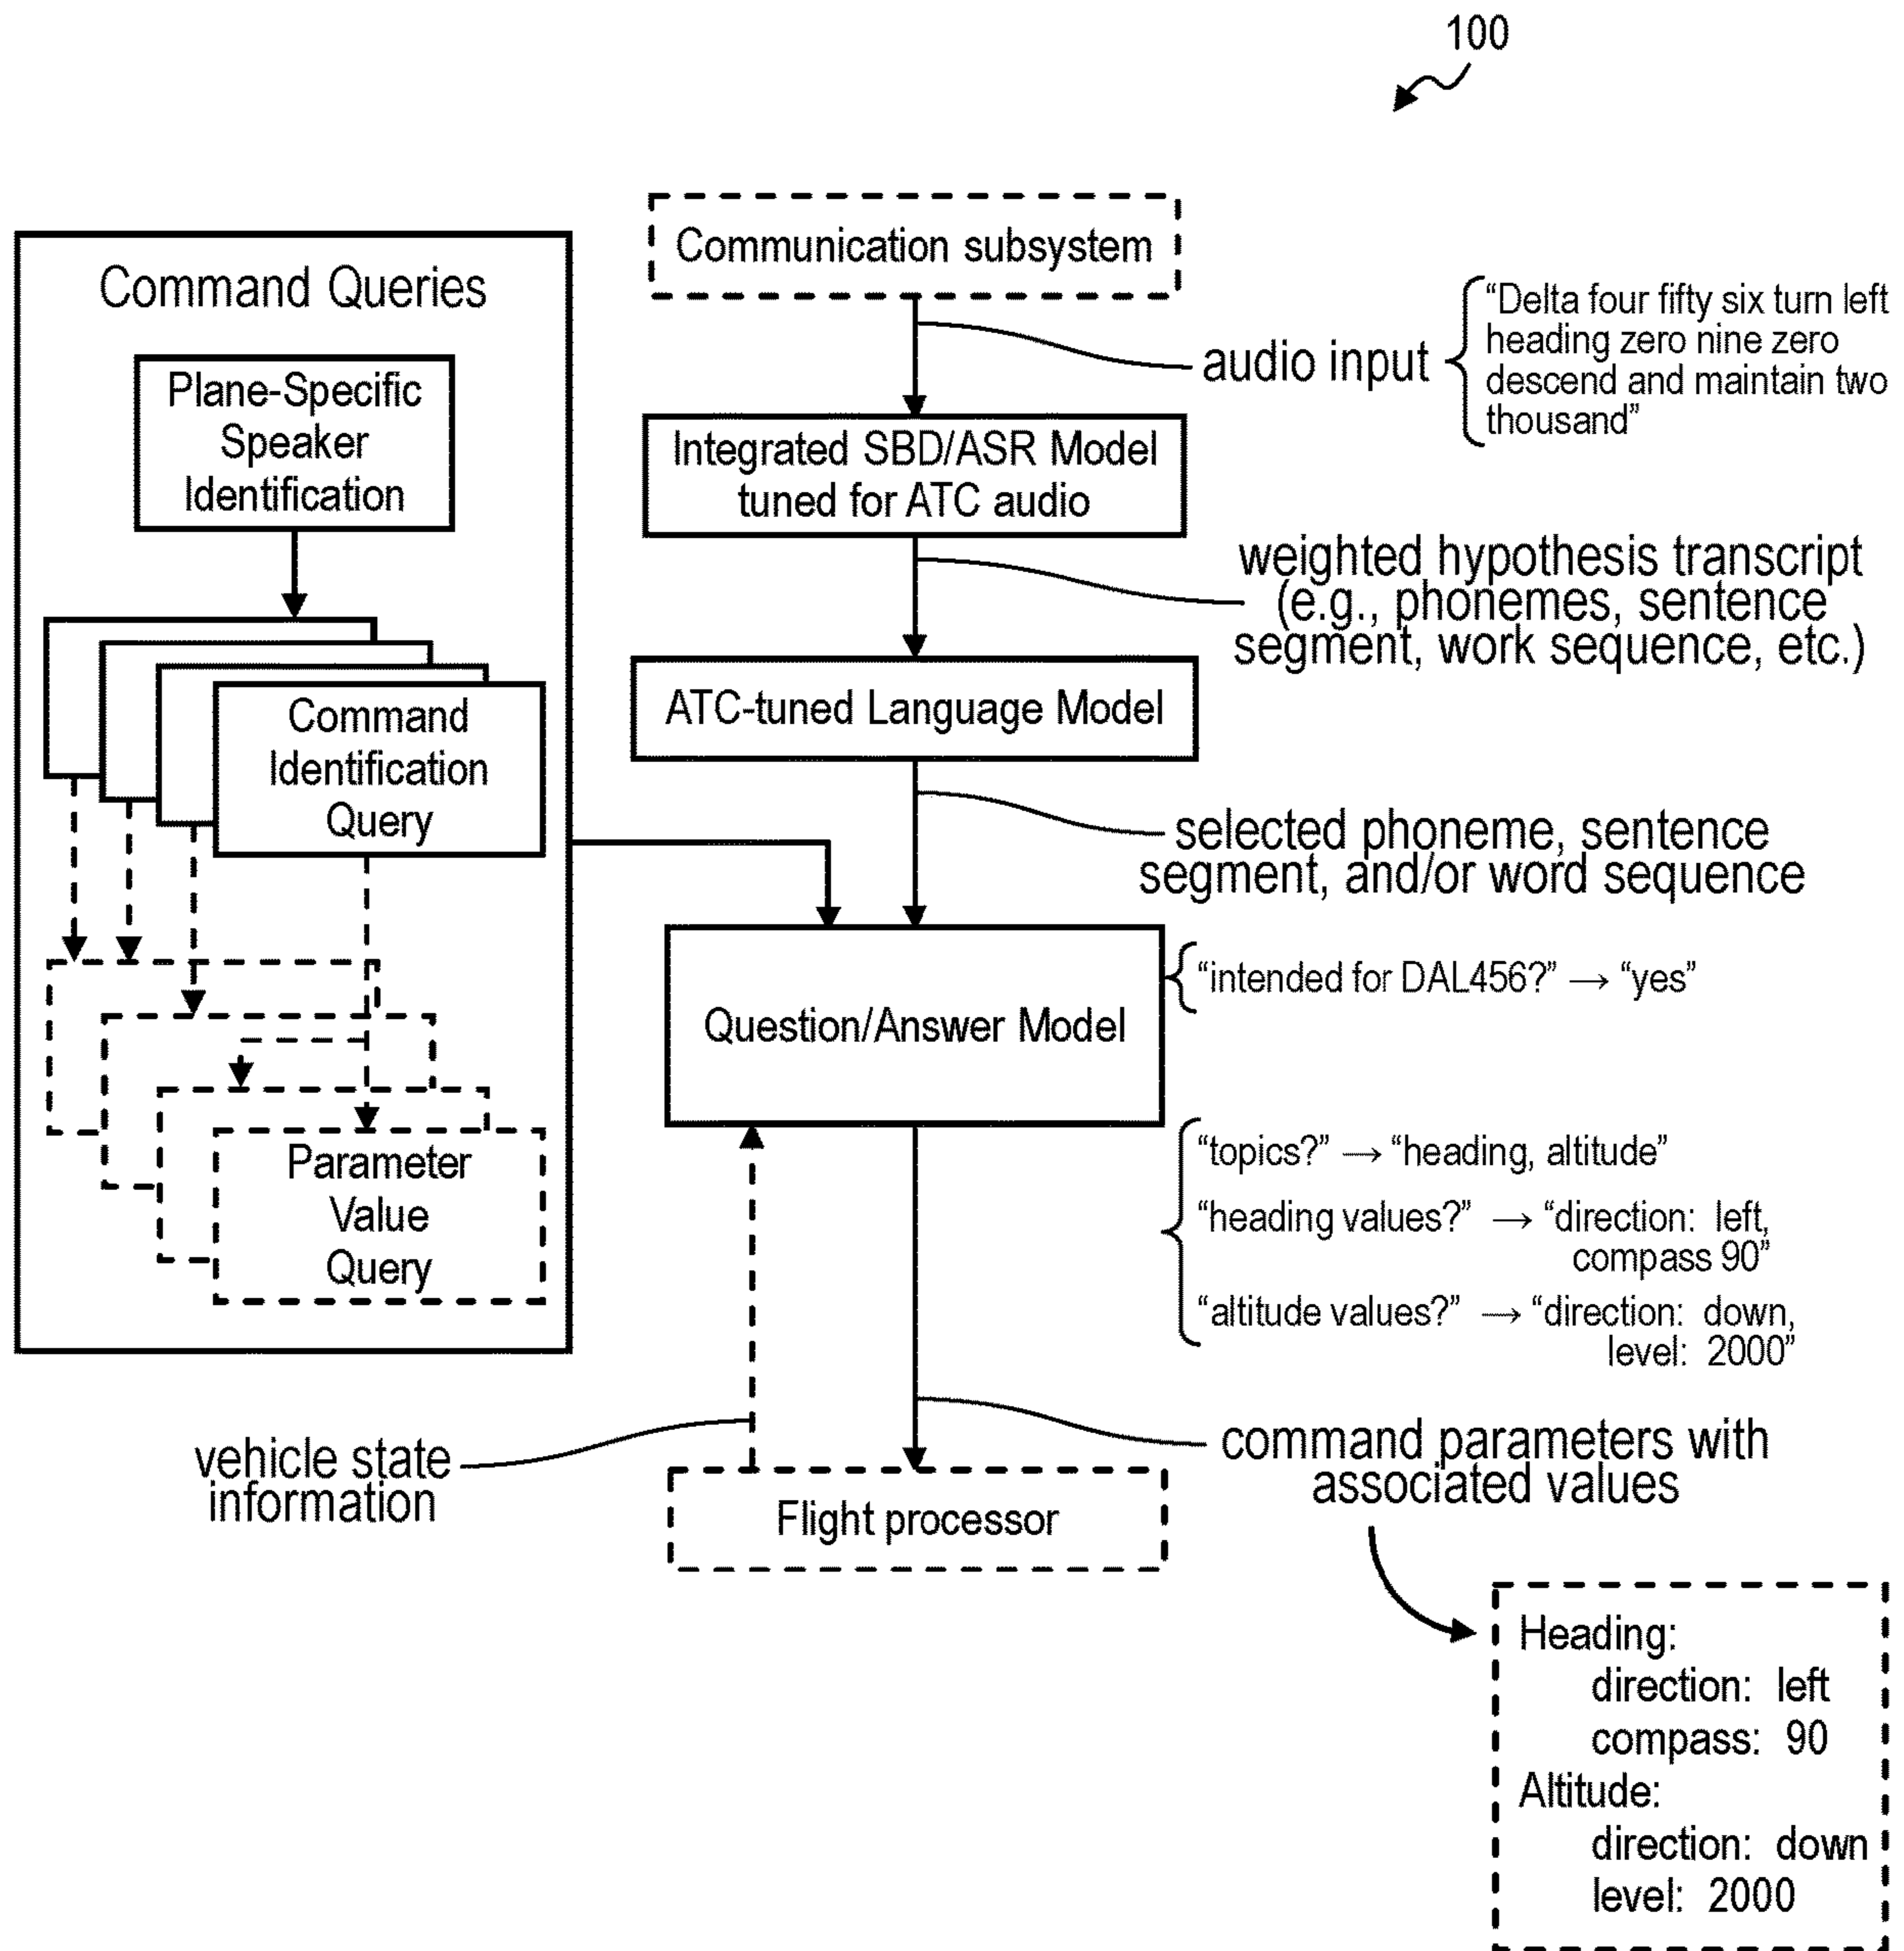 100
Command Queries
Plane-Specific
Speaker
Identification
Command
Identification
Query
Parameter
Value
Query
Communication subsystem
audio input
“Delta four fifty six turn left
heading zero nine zero
descend and maintain two
thousand”
Integrated SBD/ASR Model
tuned for ATC audio
weighted hypothesis transcript
(e.g., phonemes, sentence
segment, work sequence, etc.)
ATC-tuned Language Model
selected phoneme, sentence
segment, and/or word sequence
Question/Answer Model
“intended for DAL456?” → “yes”
“topics?” → “heading, altitude”
“heading values?” → “direction: left,
compass 90”
“altitude values?” → “direction: down,
level: 2000”
vehicle state
information
command parameters with
associated values
Flight processor
Heading:
direction: left
compass: 90
Altitude:
direction: down
level: 2000